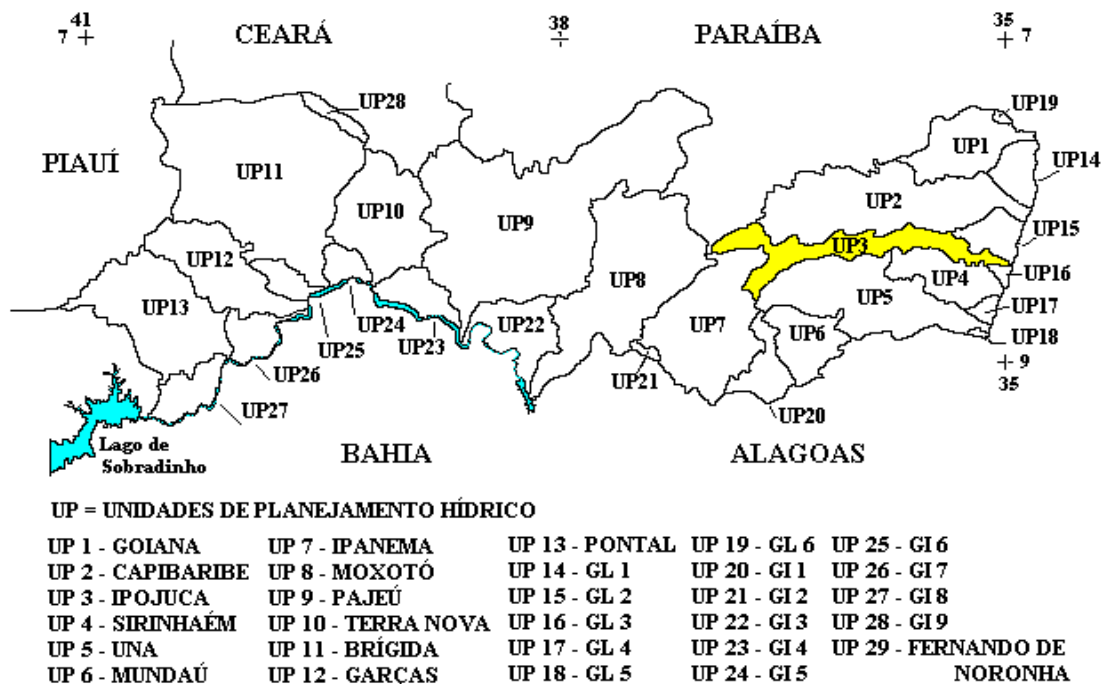 41
7
CEARÁ
38
PARAÍBA
35
7
UP28
UP19
UP1
PIAUÍ
UP11
UP14
UP10
UP2
UP9
UP12
UP3
UP15
UP8
UP4
UP16
UP13
UP5
UP17
UP7
UP22
UP24
UP6
UP23
UP18
UP25
9
UP26
UP21
35
UP27
UP20
Lago de
Sobradinho
BAHIA
ALAGOAS
UP = UNIDADES DE PLANEJAMENTO HÍDRICO
UP 1 - GOIANA
UP 2 - CAPIBARIBE
UP 3 - IPOJUCA
UP 4 - SIRINHAÉM
UP 5 - UNA
UP 6 - MUNDAÚ
UP 7 - IPANEMA
UP 8 - MOXOTÓ
UP 9 - PAJEÚ
UP 10 - TERRA NOVA
UP 11 - BRÍGIDA
UP 12 - GARÇAS
UP 13 - PONTAL
UP 14 - GL 1
UP 15 - GL 2
UP 16 - GL 3
UP 17 - GL 4
UP 18 - GL 5
UP 19 - GL 6
UP 20 - GI 1
UP 21 - GI 2
UP 22 - GI 3
UP 23 - GI 4
UP 24 - GI 5
UP 25 - GI 6
UP 26 - GI 7
UP 27 - GI 8
UP 28 - GI 9
UP 29 - FERNANDO DE
NORONHA